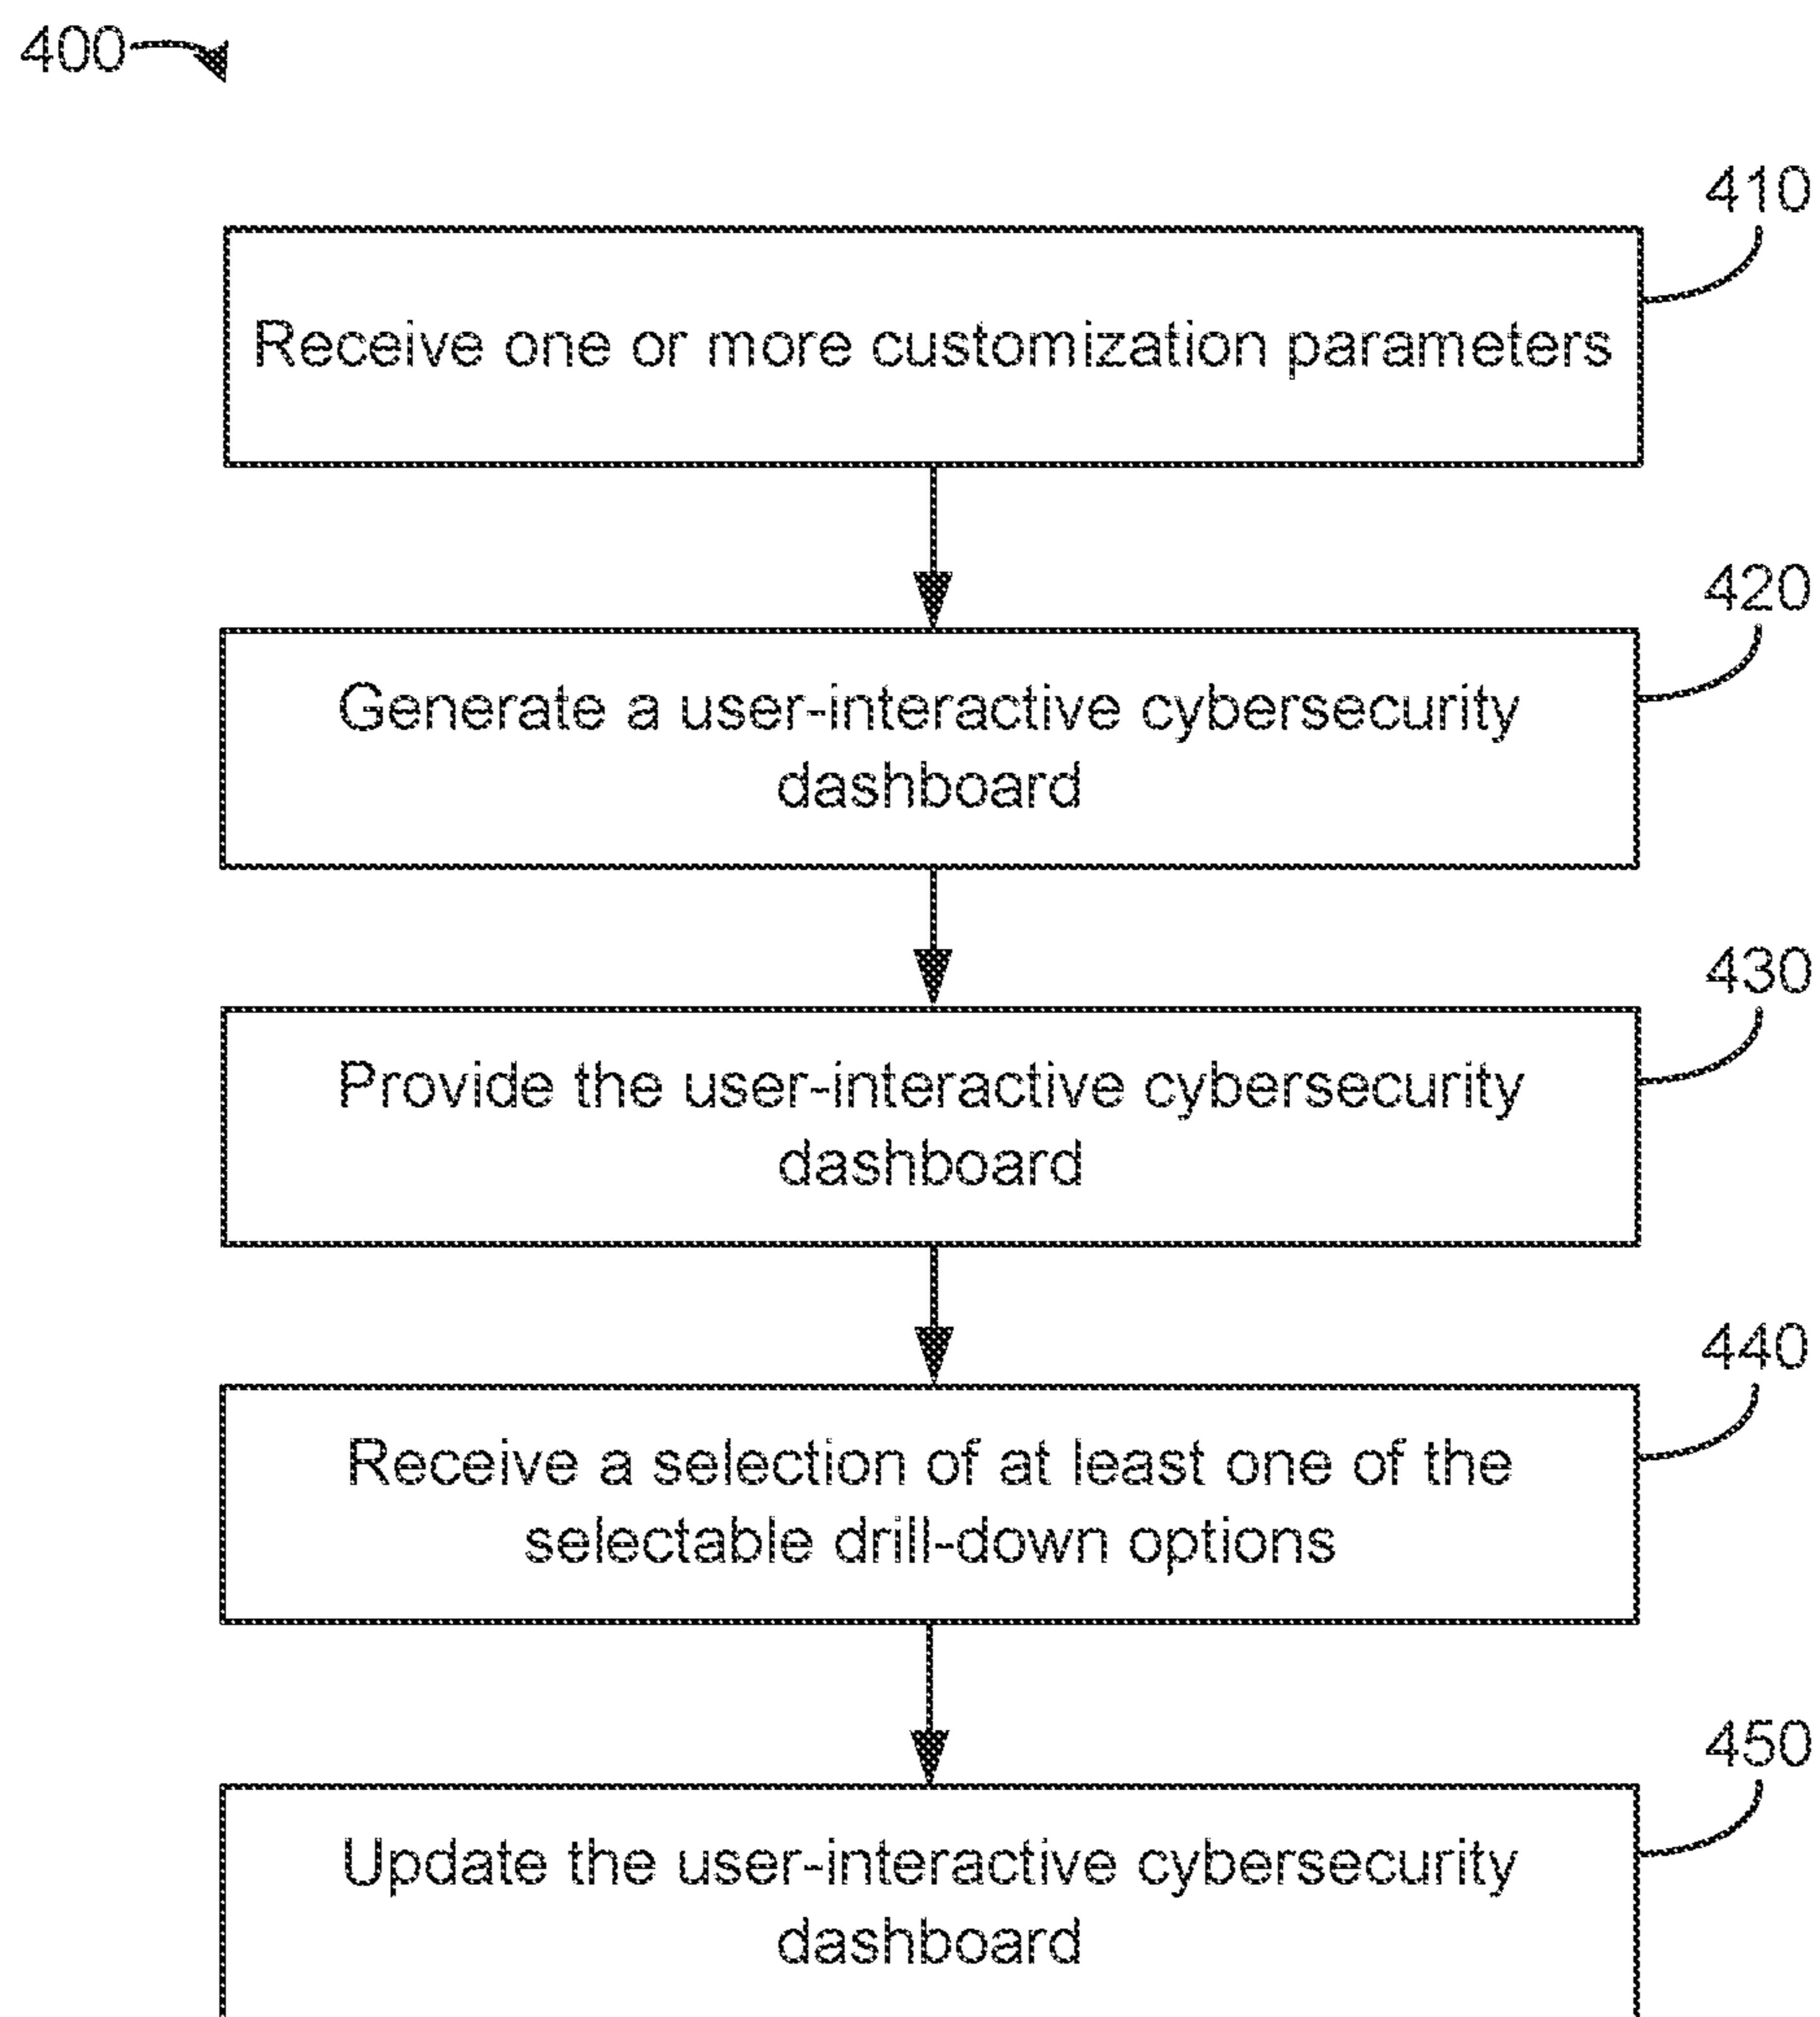 400
410
Receive one or more customization parameters
420
Generate a user-interactive cybersecurity
dashboard
430
Provide the user-interactive cybersecurity
dashboard
440
Receive a selection of at least one of the
selectable drill-down options
450
Update the user-interactive cybersecurity
dashboard